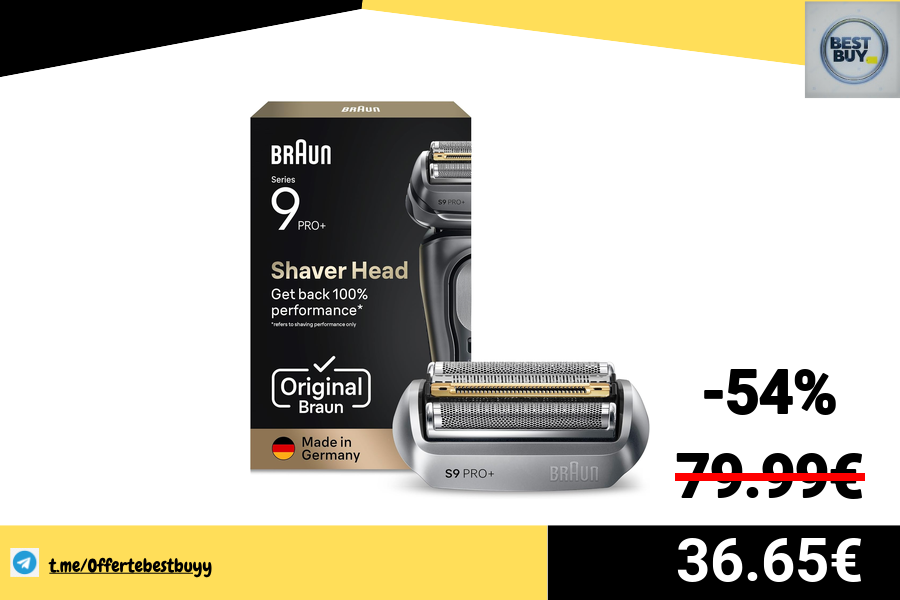 BEST
BUY
BRAUN
BRAUN
Series
9
PRO+
S9 PRO+
Shaver Head
Get back 100%
performance*
*refers to shaving performance only
Original
Braun
Made in
Germany
S9 PRO+ BRAUN
-54%
79.99€
36.65€
t.me/Offertebestbuyy